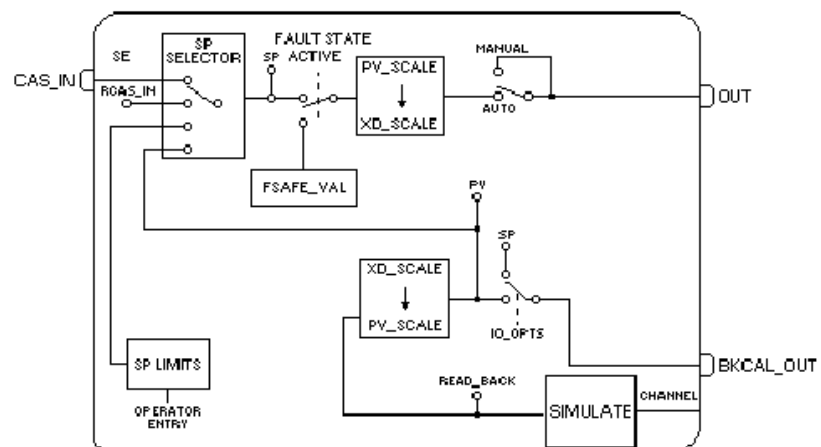 SE
SP
SELECTOR
FAULT STATE
ACTIVE
SP
MANUAL
CAS_IN
RCAS_IN
PV_SCALE
XD_SCALE
AUTO
OUT
FSAFE_VAL
PV
SP
XD_SCALE
PV_SCALE
IO_OPTS
SP LIMITS
OPERATOR
ENTRY
READ_BACK
SIMULATE
CHANNEL
BKCAL_OUT